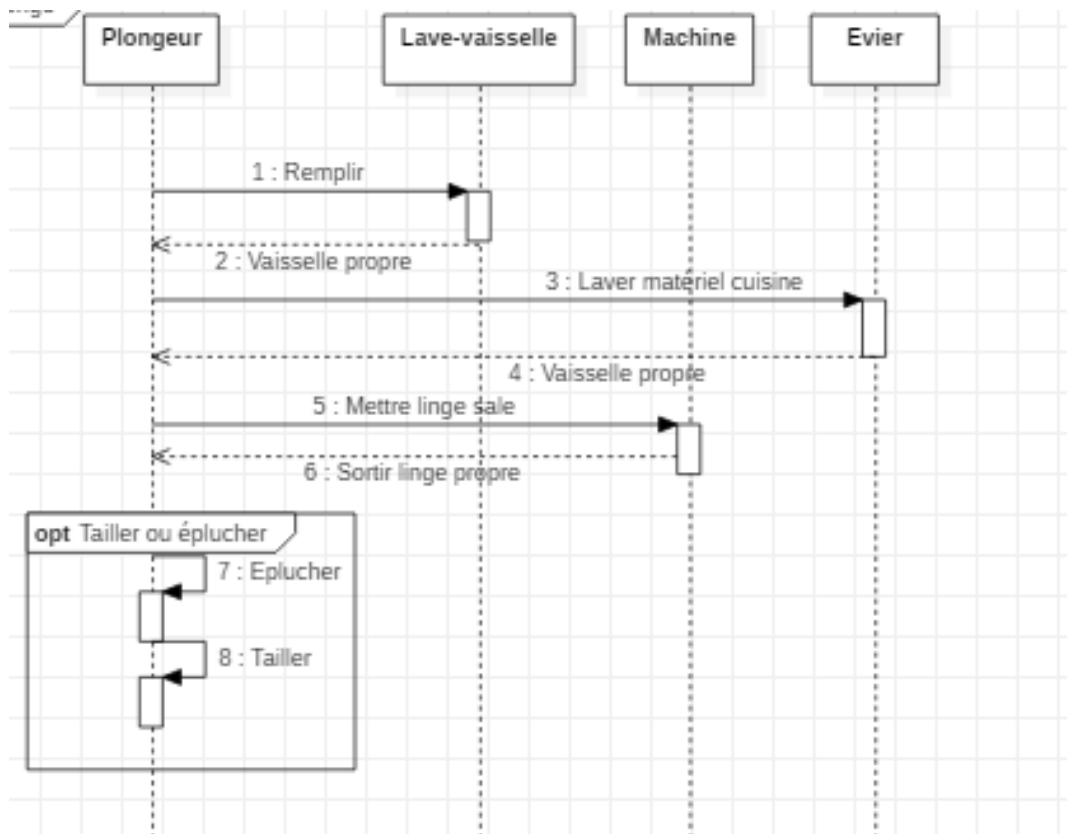 Plongeur
Lave-vaisselle
Machine
Evier
1 : Remplir
2 : Vaisselle propre
3 : Laver matériel cuisine
4 : Vaisselle propre
5 : Mettre linge sale
6 : Sortir linge propre
opt Tailler ou éplucher
7 : Eplucher
8 : Tailler